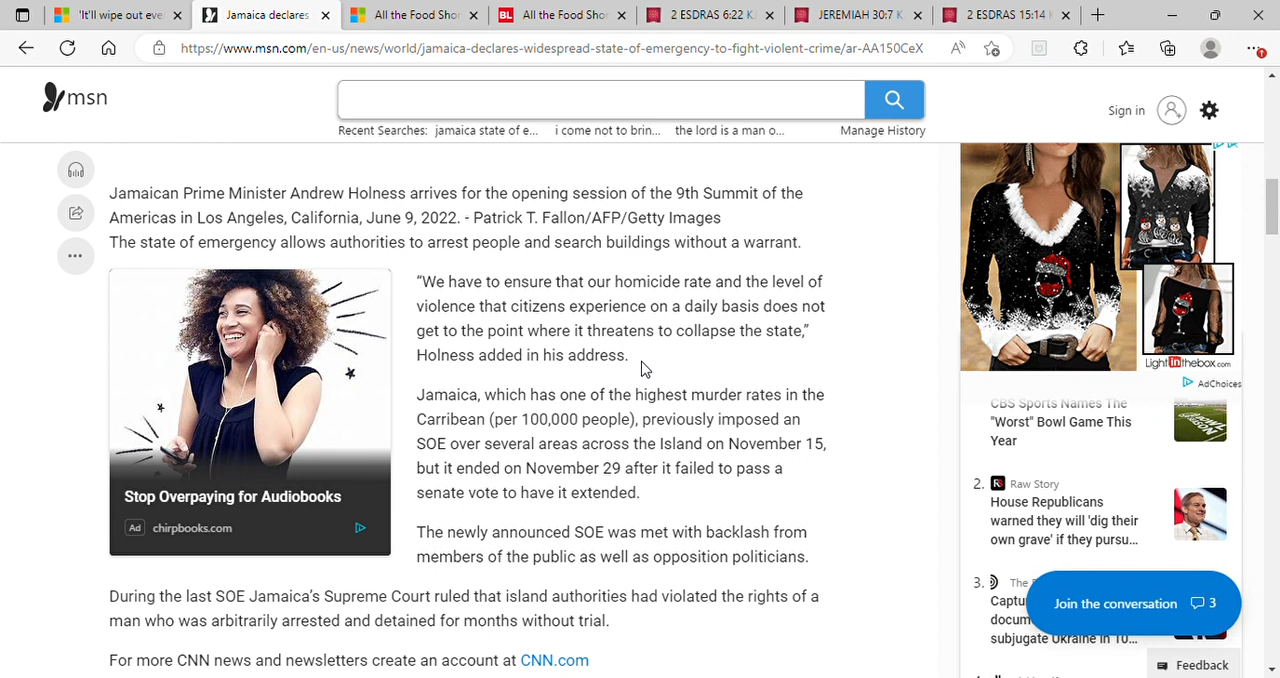 'It'll wipe out eve
Jamaica declares
All the Food Sho
All the Food Sho
2 ESDRAS 6:22 K
JEREMIAH 30:7 K
2 ESDRAS 15:14
https://www.msn.com/en-us/news/world/jamaica-declares-widespread-state-of-emergency-to-fight-violent-crime/ar-AA150CeX
msn
Sign in
Recent Searches: jamaica state of e... i come not to brin... the lord is a man o... Manage History
Jamaican Prime Minister Andrew Holness arrives for the opening session of the 9th Summit of the
Americas in Los Angeles, California, June 9, 2022. - Patrick T. Fallon/AFP/Getty Images
The state of emergency allows authorities to arrest people and search buildings without a warrant.
“We have to ensure that our homicide rate and the level of
violence that citizens experience on a daily basis does not
get to the point where it threatens to collapse the state,”
Holness added in his address.
Jamaica, which has one of the highest murder rates in the
Carribean (per 100,000 people), previously imposed an
SOE over several areas across the Island on November 15,
but it ended on November 29 after it failed to pass a
senate vote to have it extended.
The newly announced SOE was met with backlash from
members of the public as well as opposition politicians.
Stop Overpaying for Audiobooks
Ad chirpbooks.com
During the last SOE Jamaica’s Supreme Court ruled that island authorities had violated the rights of a
man who was arbitrarily arrested and detained for months without trial.
For more CNN news and newsletters create an account at CNN.com
Lightinthebox.com
AdChoices
CBS Sports Names The
"Worst" Bowl Game This
Year
2. Raw Story
House Republicans
warned they will 'dig their
own grave' if they pursu...
3. The
Captu
docum
subjugate Ukraine in 10...
Join the conversation 3
Feedback